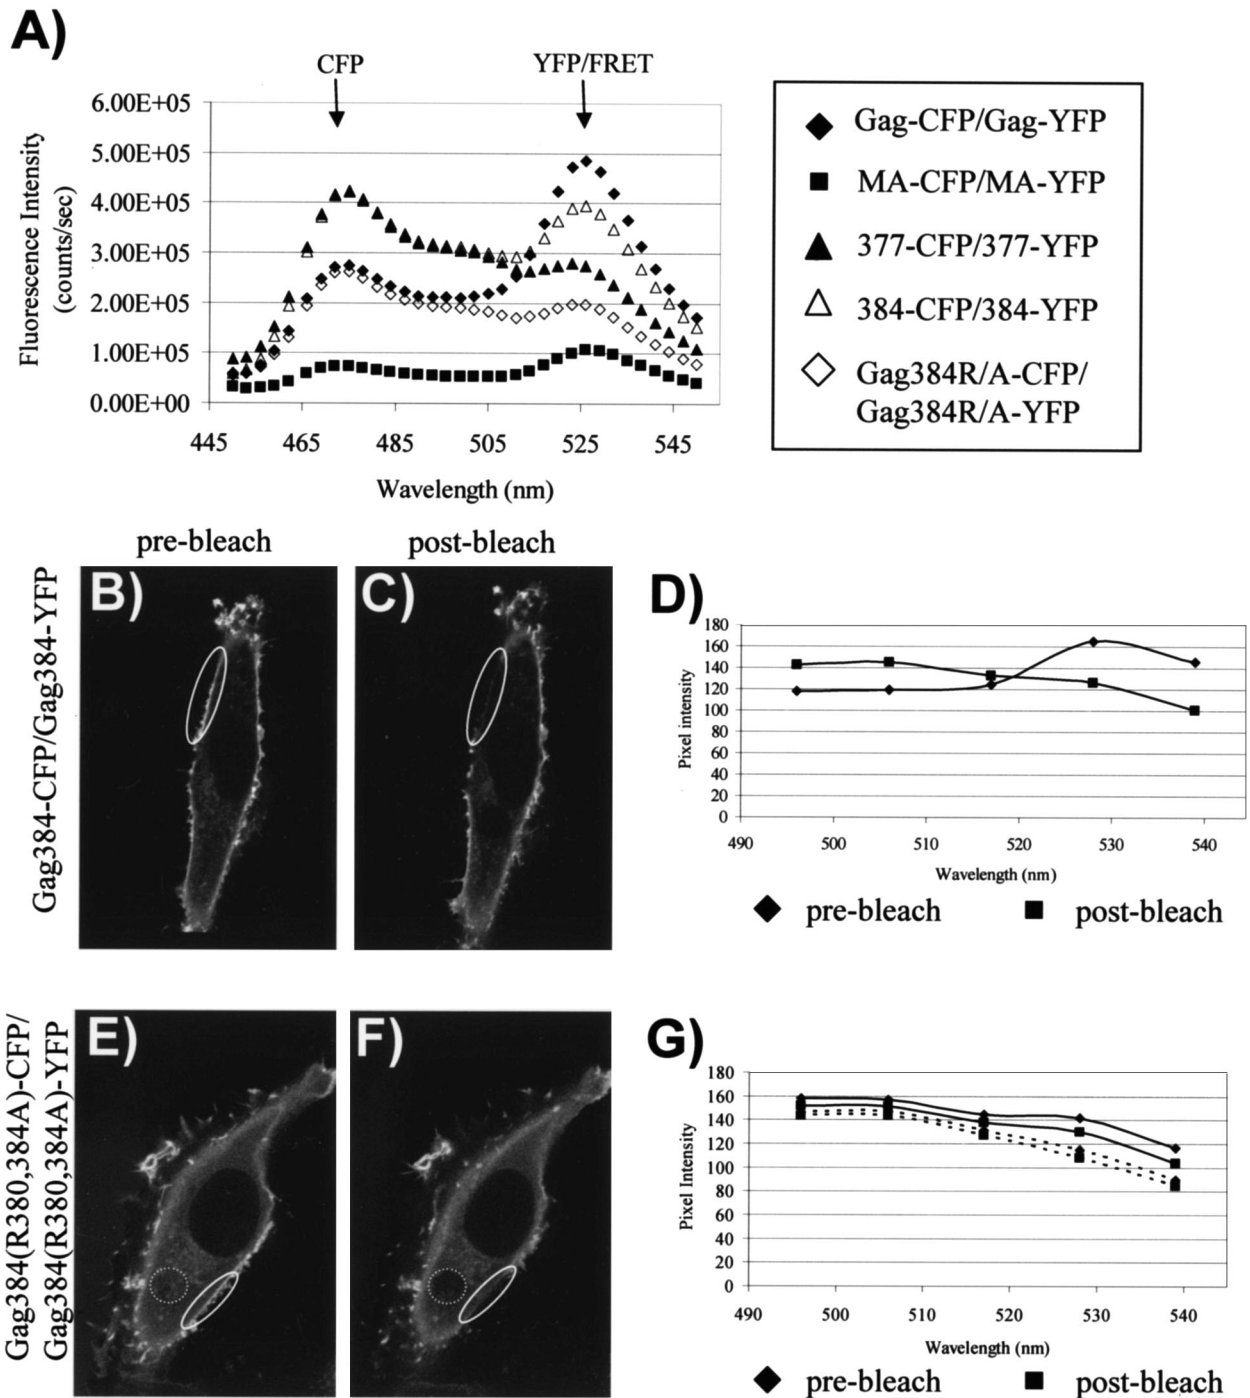 A)
CFP
YFP/FRET
6.00E+05
5.00E+05
4.00E+05
3.00E+05
2.00E+05
1.00E+05
0.00E+00
Fluorescence Intensity
(counts/sec)
445 465 485 505 525 545
Wavelength (nm)
Gag-CFP/Gag-YFP
MA-CFP/MA-YFP
377-CFP/377-YFP
384-CFP/384-YFP
Gag384R/A-CFP/
Gag384R/A-YFP
pre-bleach
post-bleach
Gag384-CFP/Gag384-YFP
B)
C)
D)
180
160
140
120
100
80
60
40
20
0
Pixel intensity
490 500 510 520 530 540
Wavelength (nm)
pre-bleach
post-bleach
Gag384(R380,384A)-CFP/
Gag384(R380,384A)-YFP
E)
F)
G)
180
160
140
120
100
80
60
40
20
0
Pixel Intensity
490 500 510 520 530 540
Wavelength (nm)
pre-bleach
post-bleach